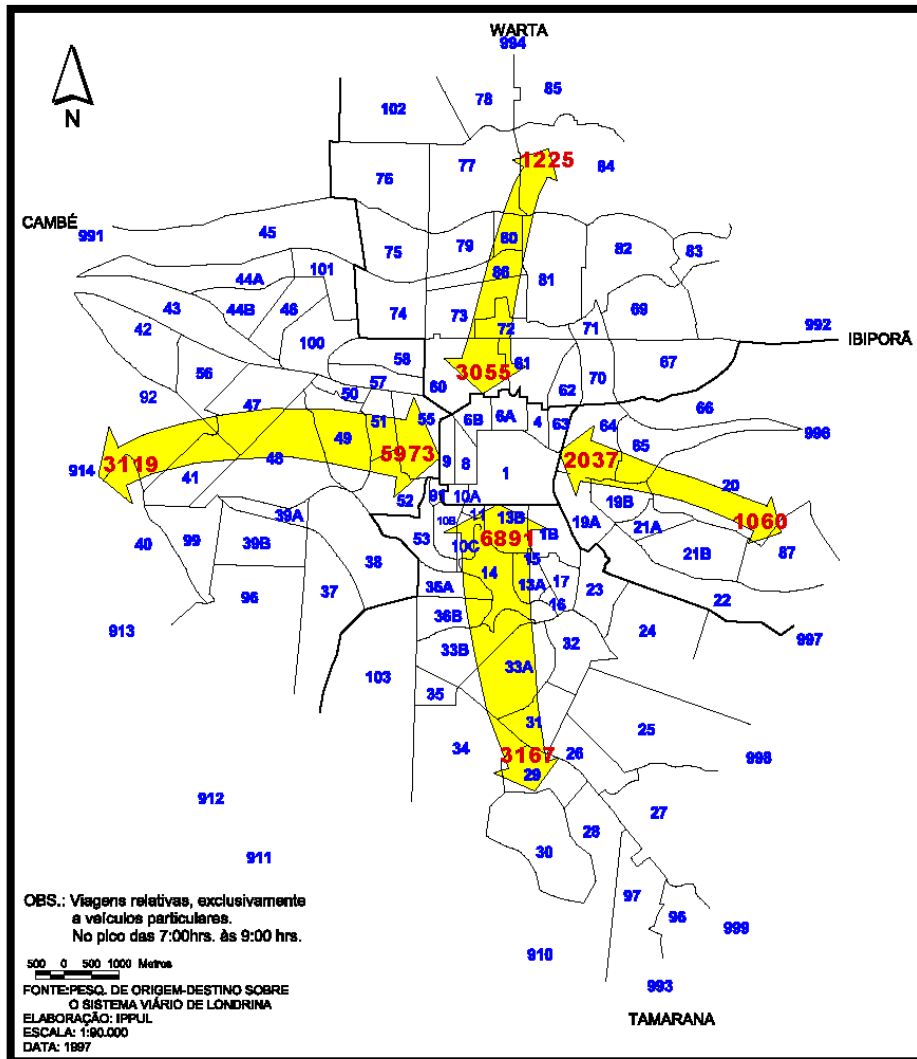 WARTA
994
85
78
102
N
1225
77
84
76
CAMBÉ
991
45
60
82
83
79
75
101
86
81
44A
44B
46
43
69
74
73
72
71
42
992
IBIPORÃ
100
58
61
67
56
3055
57
60
62
70
92
50
66
47
6B
6A
4
63
55
51
64
996
49
65
5973
9
8
1
2037
914
3119
48
20
41
91
10A
52
19B
1060
39A
11
13B
10B
19A
21A
6891
1B
40
99
39B
53
10C
87
21B
15
38
14
17
13A
23
37
36A
96
16
22
36B
24
913
32
997
33B
33A
103
35
31
25
34
3167
26
998
29
912
27
28
30
911
97
96
999
910
993
TAMARANA
OBS.: Viagens relativas, exclusivamente
a veículos particulares.
No pico das 7:00hrs. às 9:00 hrs.
500 0 500 1000 Metros
FONTE:PESQ. DE ORIGEM-DESTINO SOBRE
O SISTEMA VIÁRIO DE LONDRINA
ELABORAÇÃO: IPPUL
ESCALA: 1:90.000
DATA: 1997